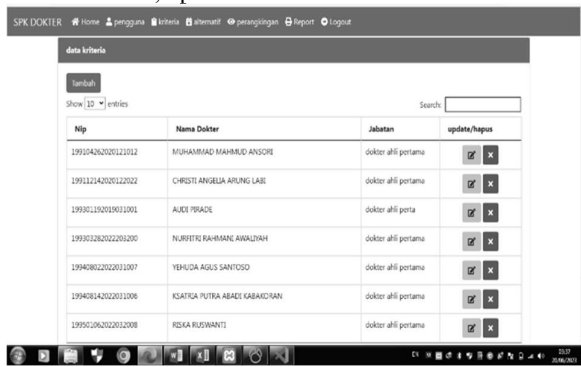 SPK DOKTER Home pengguna kriteria alternatif perangkingan Report Logout
data kriteria
Tambah
Show 10 entries Search:
Nip Nama Dokter Jabatan update/hapus
199104262020121012 MUHAMMAD MAHMUD ANSORI dokter ahli pertama
199112142020122022 CHRISTI ANGELIA ARUNG LABI dokter ahli pertama
199301192019031001 AUDI PIRADE dokter ahli perta
199303282022203200 NURFITRI RAHMANI AWALIYAH dokter ahli pertama
199408022022031007 YEHUDA AGUS SANTOSO dokter ahli pertama
199408142022031006 KSATRIA PUTRA ABADI KABAKORAN dokter ahli pertama
199501062022032008 RISKA RUSWANTI dokter ahli pertama